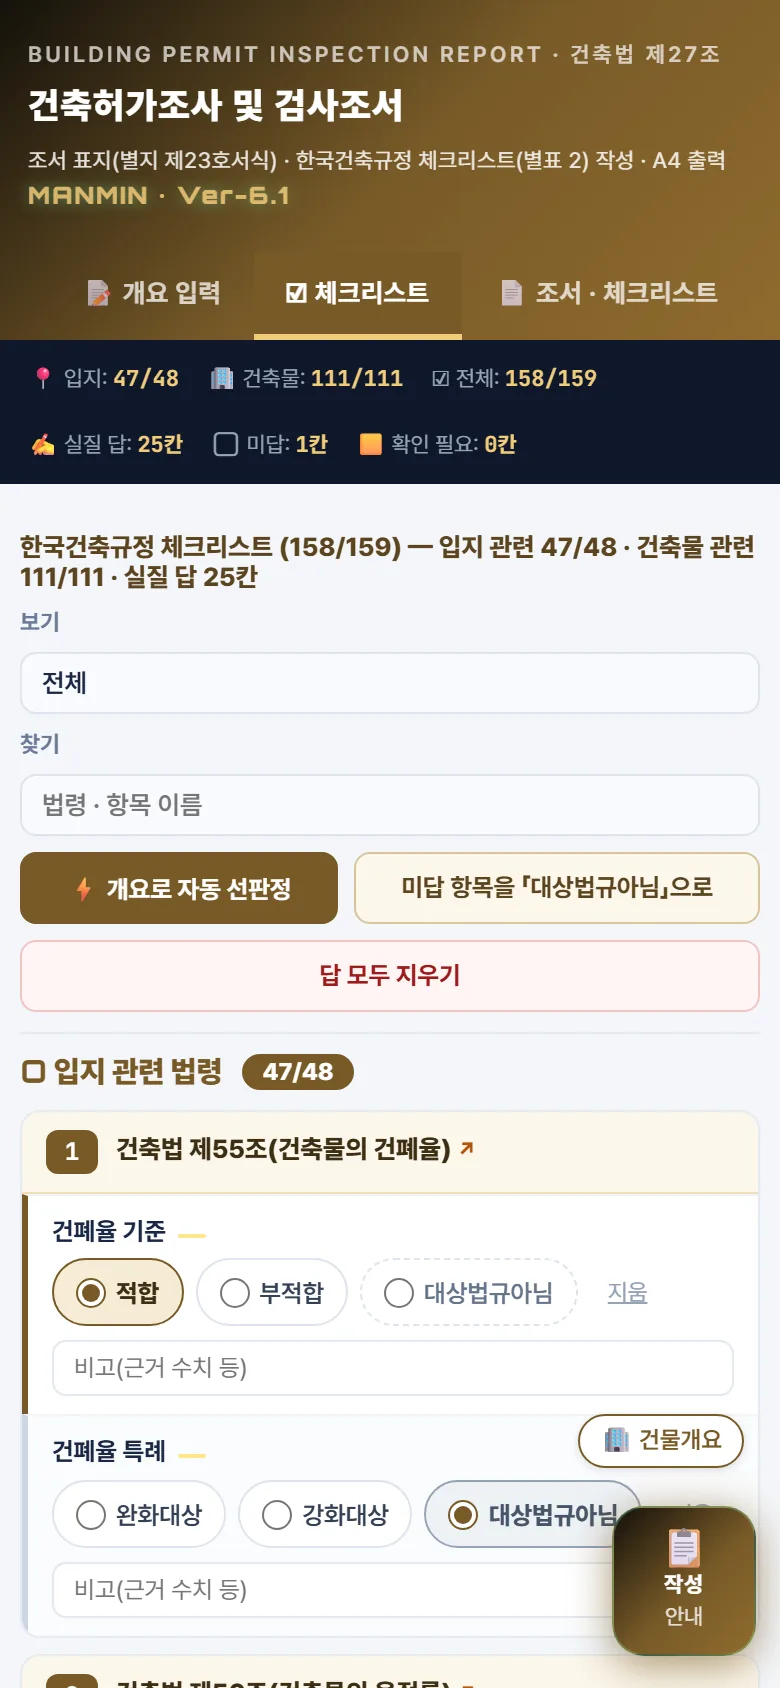 BUILDING PERMIT INSPECTION REPORT · 건축법 제27조
건축허가조사 및 검사조서
조서 표지(별지 제23호서식) · 한국건축규정 체크리스트(별표 2) 작성 · A4 출력
MANMIN · Ver-6.1
개요 입력
체크리스트
조서 · 체크리스트
입지: 47/48
건축물: 111/111
전체: 158/159
실질 답: 25칸
미답: 1칸
확인 필요: 0칸
한국건축규정 체크리스트 (158/159) — 입지 관련 47/48 · 건축물 관련
111/111 · 실질 답 25칸
보기
전체
찾기
법령 · 항목 이름
개요로 자동 선판정
미답 항목을 「대상법규아님」으로
답 모두 지우기
입지 관련 법령 47/48
1 건축법 제55조(건축물의 건폐율) ↗
건폐율 기준
적합
부적합
대상법규아님
지움
비고(근거 수치 등)
건폐율 특례
건물개요
완화대상
강화대상
대상법규아님
비고(근거 수치 등)
작성
안내